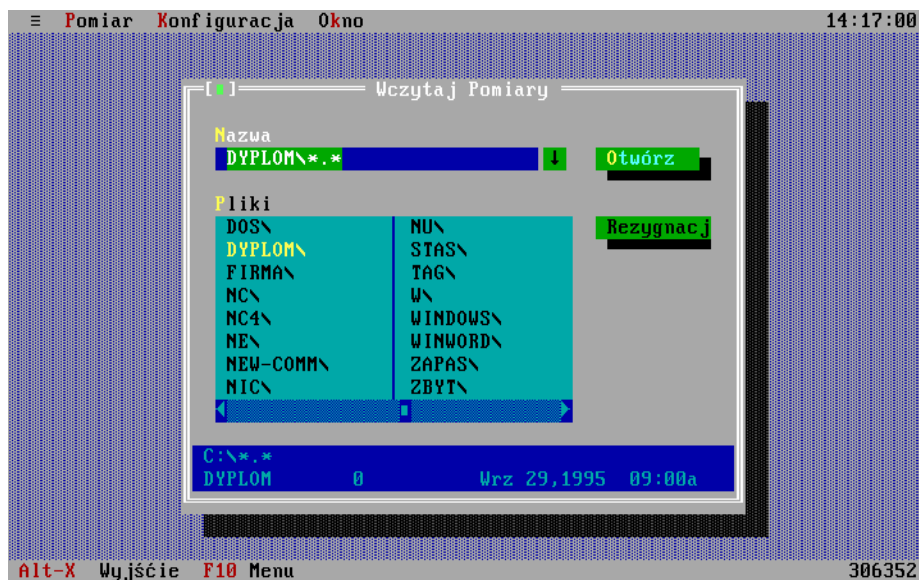 ≡ Pomiar Konfiguracja Okno 14:17:00
[■] Wczytaj Pomiary
Nazwa
DYPLOM\*.* ↓ Otwórz
Pliki
DOS\ NU\ Rezygnacj
DYPLOM\ STAS\
FIRMA\ TAG\
NC\ W\
NC4\ WINDOWS\
NE\ WINWORD\
NEW-COMM\ ZAPAS\
NIC\ ZBYT\
C:\*.*
DYPLOM 0 Wrz 29,1995 09:00a
Alt-X Wyjście F10 Menu 306352